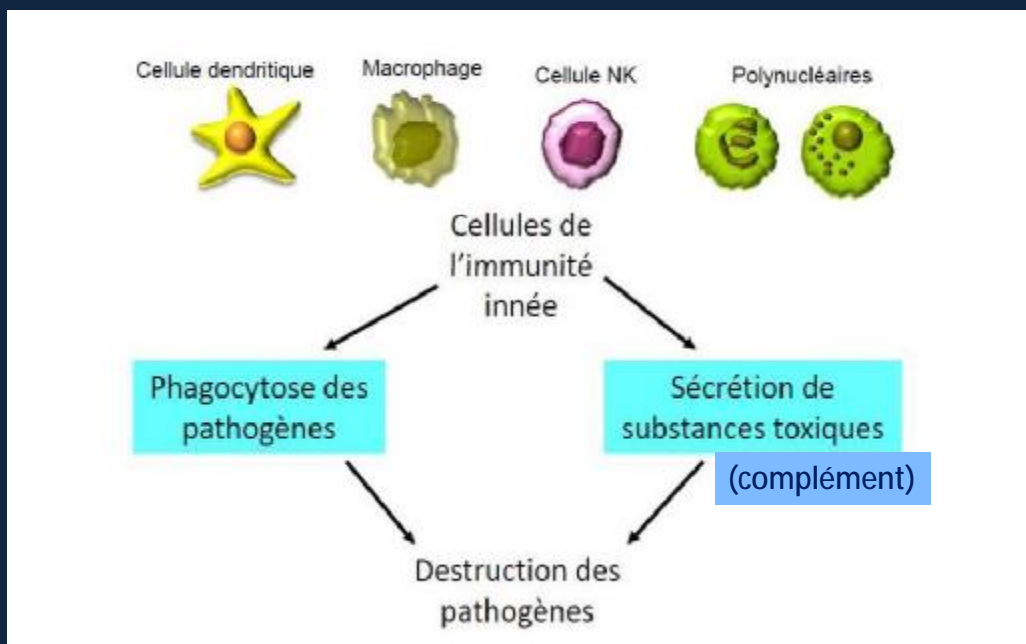 Cellule dendritique
Macrophage
Cellule NK
Polynucléaires
Cellules de
l'immunité
innée
Phagocytose des
pathogènes
Sécrétion de
substances toxiques
(complément)
Destruction des
pathogènes